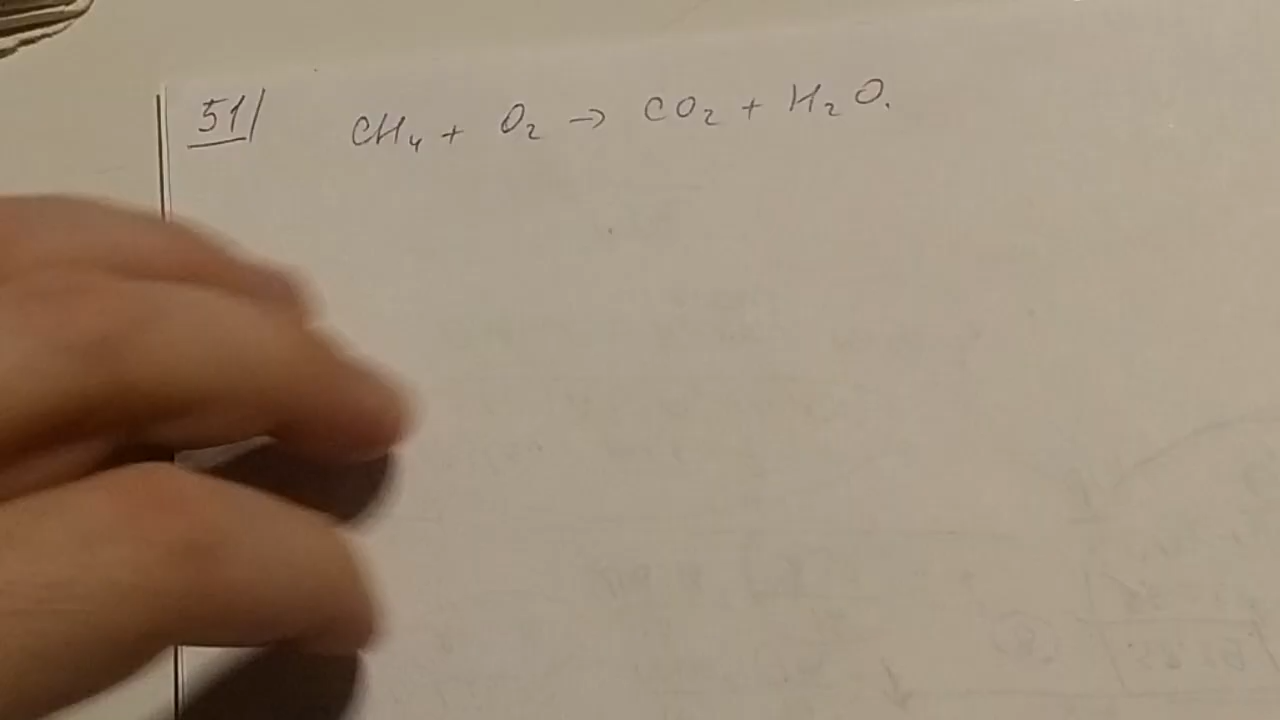 51/ CH₄ + O₂ → CO₂ + H₂O.